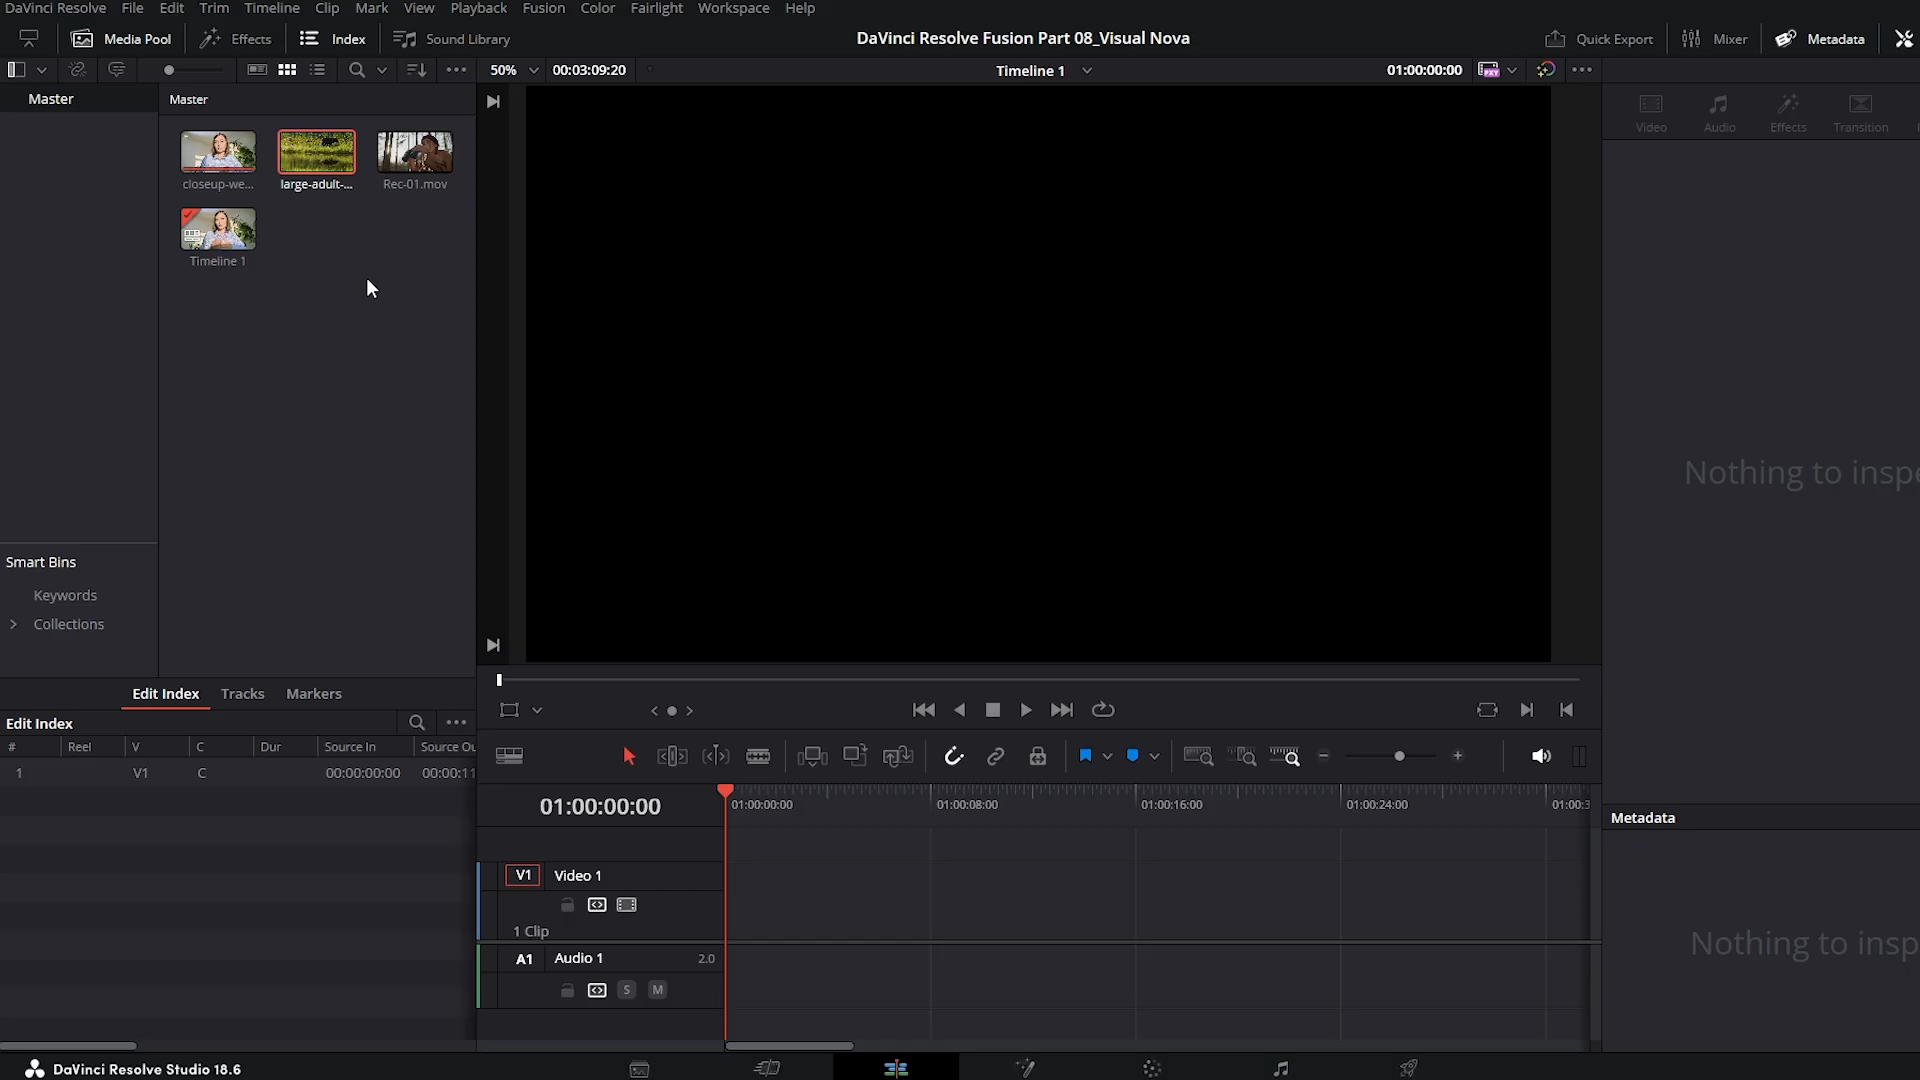 DaVinci Resolve File Edit Trim Timeline Clip Mark View Playback Fusion Color Fairlight Workspace Help
Media Pool Effects Index Sound Library DaVinci Resolve Fusion Part 08_Visual Nova Quick Export Mixer Metadata
50% 00:03:09:20 Timeline 1 01:00:00:00 PXY
Master Master
Video Audio Effects Transition
closeup-we... large-adult-... Rec-01.mov
Timeline 1
Nothing to inspe
Smart Bins
Keywords
Collections
Edit Index Tracks Markers
Edit Index
# Reel V C Dur Source In Source Ou
1 V1 C 00:00:00:00 00:00:11
01:00:00:00 01:00:00:00 01:00:08:00 01:00:16:00 01:00:24:00 01:00:3
Metadata
V1 Video 1
1 Clip
Nothing to insp
A1 Audio 1 2.0
S M
DaVinci Resolve Studio 18.6